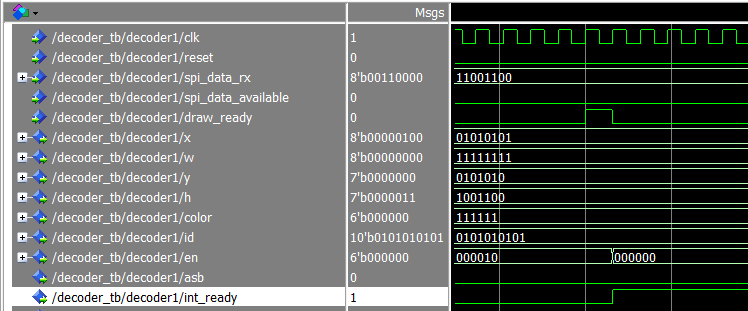 Msgs
/decoder_tb/decoder1/clk 1
/decoder_tb/decoder1/reset 0
/decoder_tb/decoder1/spi_data_rx 8'b00110000 11001100
/decoder_tb/decoder1/spi_data_available 0
/decoder_tb/decoder1/draw_ready 0
/decoder_tb/decoder1/x 8'b00000100 01010101
/decoder_tb/decoder1/w 8'b00000000 11111111
/decoder_tb/decoder1/y 7'b0000000 0101010
/decoder_tb/decoder1/h 7'b0000011 1001100
/decoder_tb/decoder1/color 6'b000000 111111
/decoder_tb/decoder1/id 10'b0101010101 0101010101
/decoder_tb/decoder1/en 6'b000000 000010 000000
/decoder_tb/decoder1/asb 0
/decoder_tb/decoder1/int_ready 1